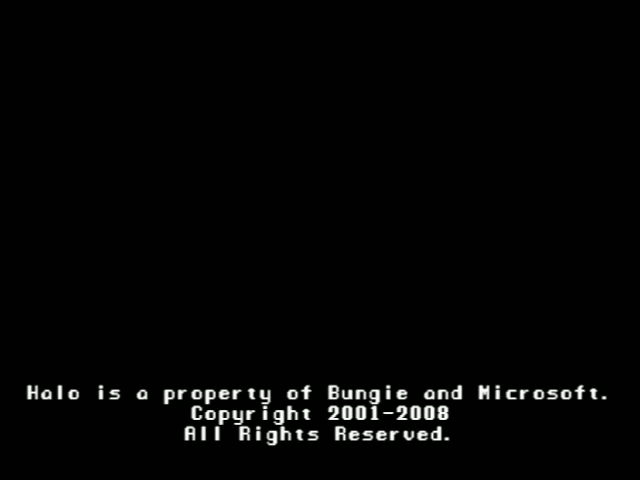 Halo is a property of Bungie and Microsoft.
Copyright 2001-2008
All Rights Reserved.